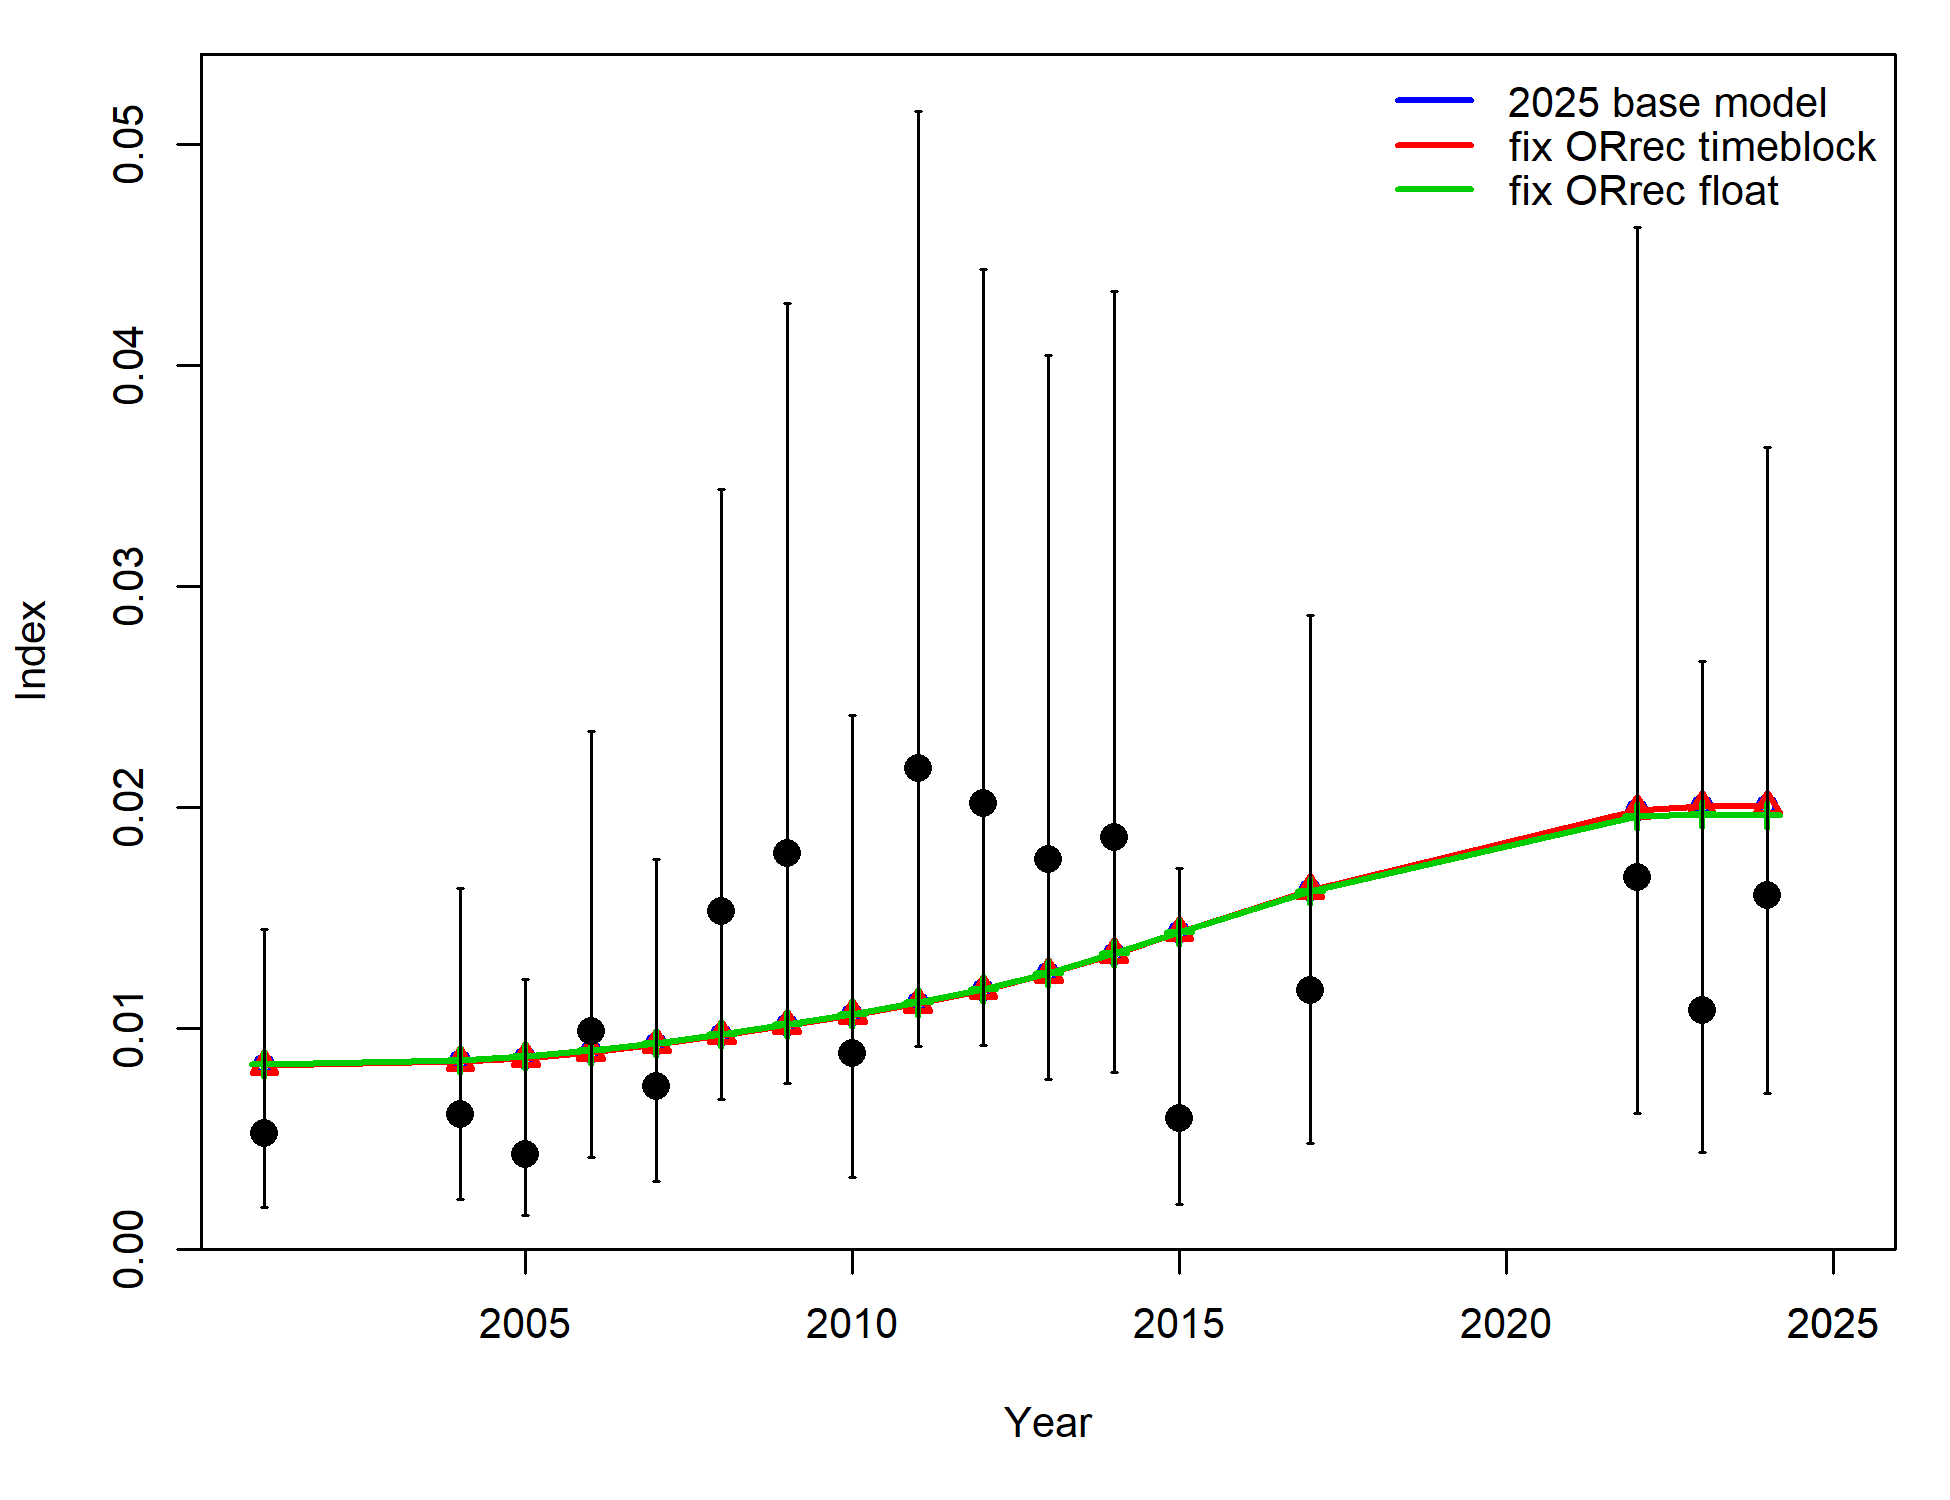 2025 base model
fix ORrec timeblock
fix ORrec float
0.05
0.04
0.03
0.02
0.01
0.00
Index
2005 2010 2015 2020 2025
Year